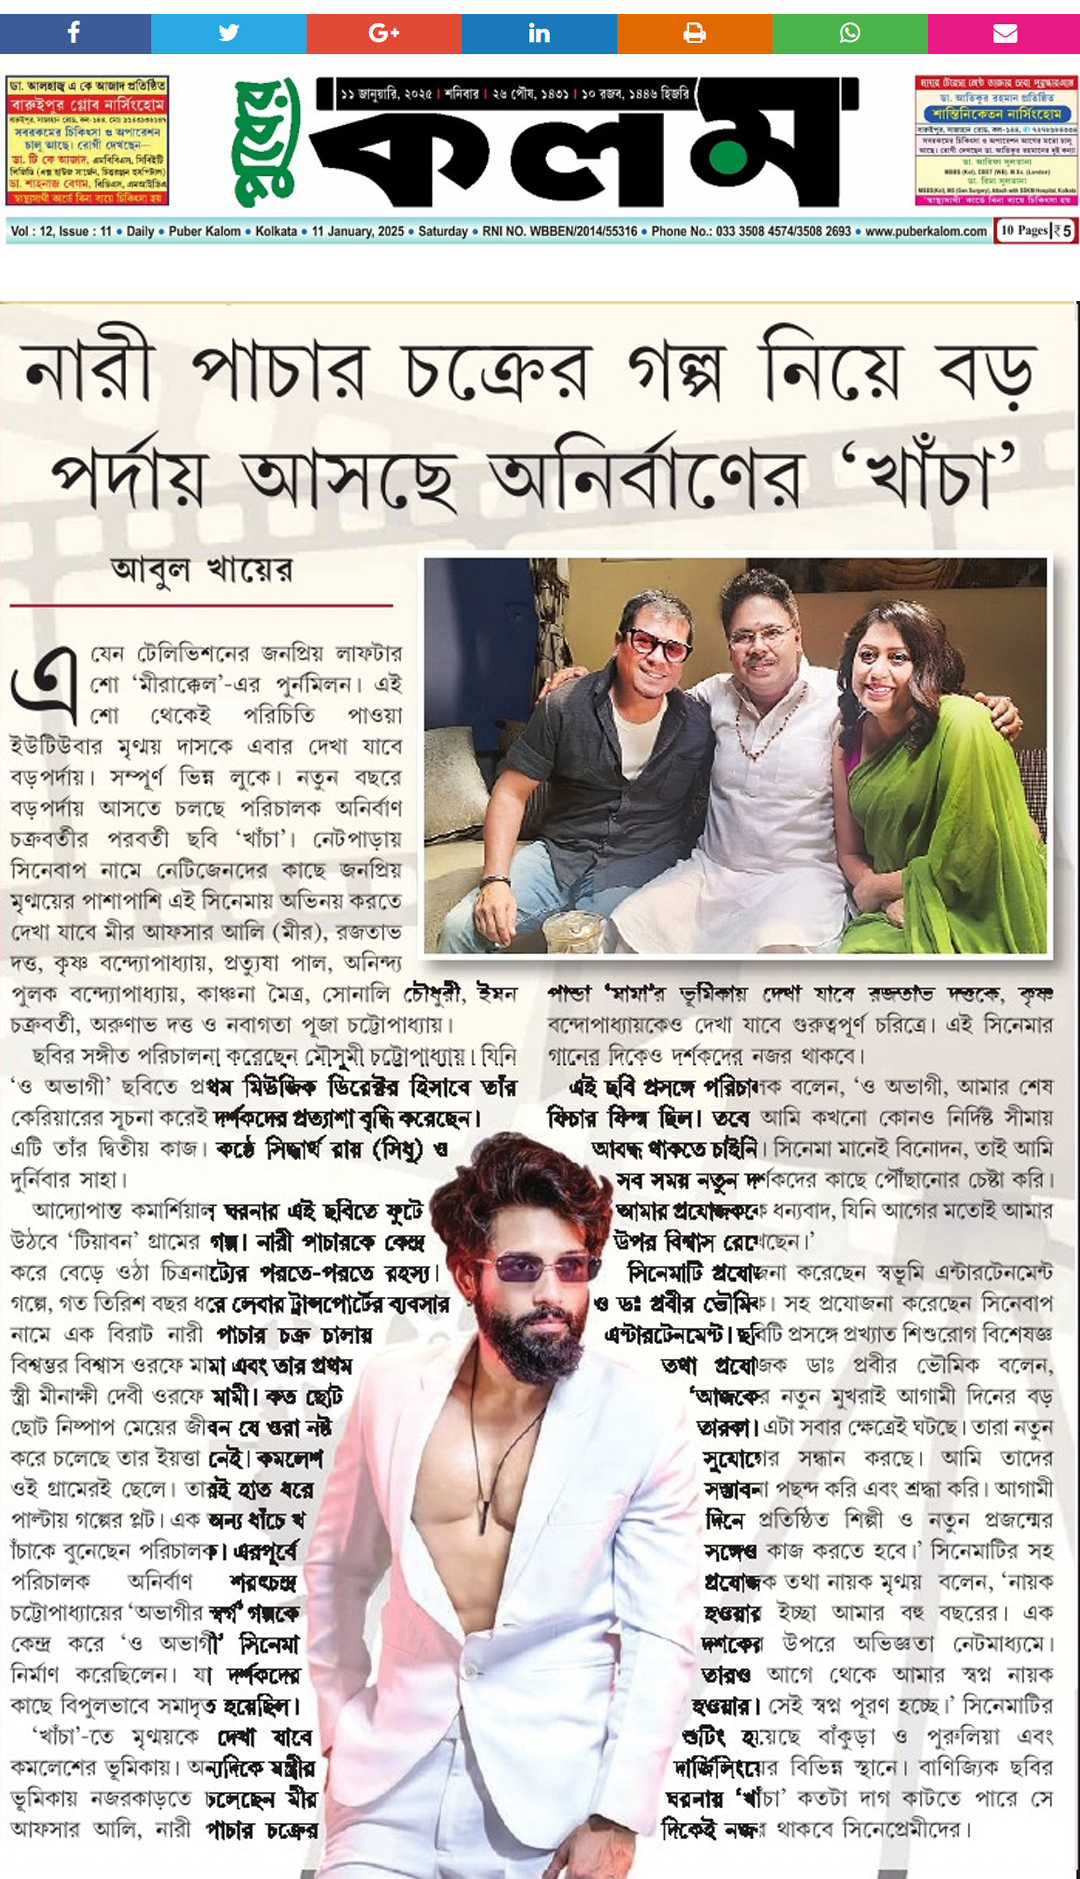 ডা. আলহাজ্ব এ কে আজাদ প্রতিষ্ঠিত
বারুইপুর গ্লোব নার্সিংহোম
সবরকমের চিকিৎসা ও অপারেশন
চালু আছে। রোগী দেখছেন—
ডা. টি কে আজাদ,
ডা. শাহনাজ বেগম,
স্বাস্থ্যসাথী কার্ডে বিনা ব্যয়ে চিকিৎসা হয়
পুবের
কলম
১১ জানুয়ারি, ২০২৫ । শনিবার । ২৬ পৌষ, ১৪৩১ । ১০ রজব, ১৪৪৬ হিজরি
ডা. আতিকুর রহমান প্রতিষ্ঠিত
শান্তিনিকেতন নার্সিংহোম
ডা. আরিফা সুলতানা
MBBS (Kol), CBET (WB), M.Sc. (London)
ডা. রিমা সুলতানা
স্বাস্থ্যসাথী কার্ডে বিনা ব্যয়ে চিকিৎসা হয়
Vol : 12, Issue : 11 • Daily • Puber Kalom • Kolkata • 11 January, 2025 • Saturday • RNI NO. WBBEN/2014/55316 • Phone No.: 033 3508 4574/3508 2693 • www.puberkalom.com
10 Pages ₹ 5
নারী পাচার চক্রের গল্প নিয়ে বড়
পর্দায় আসছে অনির্বাণের ‘খাঁচা’
আবুল খায়ের
এ যেন টেলিভিশনের জনপ্রিয় লাফটার
শো ‘মীরাক্কেল’-এর পুর্নমিলন। এই
শো থেকেই পরিচিতি পাওয়া
ইউটিউবার মৃণ্ময় দাসকে এবার দেখা যাবে
বড়পর্দায়। সম্পূর্ণ ভিন্ন লুকে। নতুন বছরে
বড়পর্দায় আসতে চলছে পরিচালক অনির্বাণ
চক্রবর্তীর পরবর্তী ছবি ‘খাঁচা’। নেটপাড়ায়
সিনেবাপ নামে নেটিজেনদের কাছে জনপ্রিয়
মৃণ্ময়ের পাশাপাশি এই সিনেমায় অভিনয় করতে
দেখা যাবে মীর আফসার আলি (মীর), রজতাভ
দত্ত, কৃষ্ণ বন্দ্যোপাধ্যায়, প্রত্যুষা পাল, অনিন্দ্য
পুলক বন্দ্যোপাধ্যায়, কাঞ্চনা মৈত্র, সোনালি চৌধুরী, ইমন
চক্রবর্তী, অরুণাভ দত্ত ও নবাগতা পূজা চট্টোপাধ্যায়।
ছবির সঙ্গীত পরিচালনা করেছেন মৌসুমী চট্টোপাধ্যায়। যিনি
‘ও অভাগী’ ছবিতে প্রথম মিউজিক ডিরেক্টর হিসাবে তাঁর
কেরিয়ারের সূচনা করেই দর্শকদের প্রত্যাশা বৃদ্ধি করেছেন।
এটি তাঁর দ্বিতীয় কাজ। কণ্ঠে সিদ্ধার্থ রায় (সিধু) ও
দুর্নিবার সাহা।
আদ্যোপান্ত কমার্শিয়াল ঘরনার এই ছবিতে ফুটে
উঠবে ‘টিয়াবন’ গ্রামের গল্প। নারী পাচারকে কেন্দ্র
করে বেড়ে ওঠা চিত্রনাট্যের পরতে-পরতে রহস্য।
গল্পে, গত তিরিশ বছর ধরে লেবার ট্রান্সপোর্টের ব্যবসার
নামে এক বিরাট নারী পাচার চক্র চালায়
বিশ্বম্ভর বিশ্বাস ওরফে মামা এবং তার প্রথম
স্ত্রী মীনাক্ষী দেবী ওরফে মামী। কত ছোট
ছোট নিষ্পাপ মেয়ের জীবন যে ওরা নষ্ট
করে চলেছে তার ইয়ত্তা নেই। কমলেশ
ওই গ্রামেরই ছেলে। তারই হাত ধরে
পাল্টায় গল্পের প্লট। এক অন্য ধাঁচে খ
াঁচাকে বুনেছেন পরিচালক। এরপূর্বে
পরিচালক অনির্বাণ শরৎচন্দ্র
চট্টোপাধ্যায়ের ‘অভাগীর স্বর্গ’ গল্পকে
কেন্দ্র করে ‘ও অভাগী’ সিনেমা
নির্মাণ করেছিলেন। যা দর্শকদের
কাছে বিপুলভাবে সমাদৃত হয়েছিল।
‘খাঁচা’-তে মৃণ্ময়কে দেখা যাবে
কমলেশের ভূমিকায়। অন্যদিকে মন্ত্রীর
ভূমিকায় নজরকাড়তে চলেছেন মীর
আফসার আলি, নারী পাচার চক্রের
পান্ডা ‘মামা’র ভূমিকায় দেখা যাবে রজতাভ দত্তকে, কৃষ্ণ
বন্দোপাধ্যায়কেও দেখা যাবে গুরুত্বপূর্ণ চরিত্রে। এই সিনেমার
গানের দিকেও দর্শকদের নজর থাকবে।
এই ছবি প্রসঙ্গে পরিচালক বলেন, ‘ও অভাগী, আমার শেষ
ফিচার ফিল্ম ছিল। তবে আমি কখনো কোনও নির্দিষ্ট সীমায়
আবদ্ধ থাকতে চাইনি। সিনেমা মানেই বিনোদন, তাই আমি
সব সময় নতুন দর্শকদের কাছে পৌঁছানোর চেষ্টা করি।
আমার প্রযোজককে ধন্যবাদ, যিনি আগের মতোই আমার
উপর বিশ্বাস রেখেছেন।’
সিনেমাটি প্রযোজনা করেছেন স্বভূমি এন্টারটেনমেন্ট
ও ডঃ প্রবীর ভৌমিক। সহ প্রযোজনা করেছেন সিনেবাপ
এন্টারটেনমেন্ট। ছবিটি প্রসঙ্গে প্রখ্যাত শিশুরোগ বিশেষজ্ঞ
তথা প্রযোজক ডাঃ প্রবীর ভৌমিক বলেন,
‘আজকের নতুন মুখরাই আগামী দিনের বড়
তারকা। এটা সবার ক্ষেত্রেই ঘটছে। তারা নতুন
সুযোগের সন্ধান করছে। আমি তাদের
সম্ভাবনা পছন্দ করি এবং শ্রদ্ধা করি। আগামী
দিনে প্রতিষ্ঠিত শিল্পী ও নতুন প্রজন্মের
সঙ্গেও কাজ করতে হবে।’ সিনেমাটির সহ
প্রযোজক তথা নায়ক মৃণ্ময় বলেন, ‘নায়ক
হওয়ার ইচ্ছা আমার বহু বছরের। এক
দশকের উপরে অভিজ্ঞতা নেটমাধ্যমে।
তারও আগে থেকে আমার স্বপ্ন নায়ক
হওয়ার। সেই স্বপ্ন পূরণ হচ্ছে।’ সিনেমাটির
শুটিং হয়েছে বাঁকুড়া ও পুরুলিয়া এবং
দার্জিলিংয়ের বিভিন্ন স্থানে। বাণিজ্যিক ছবির
ঘরনায় ‘খাঁচা’ কতটা দাগ কাটতে পারে সে
দিকেই নজর থাকবে সিনেপ্রেমীদের।